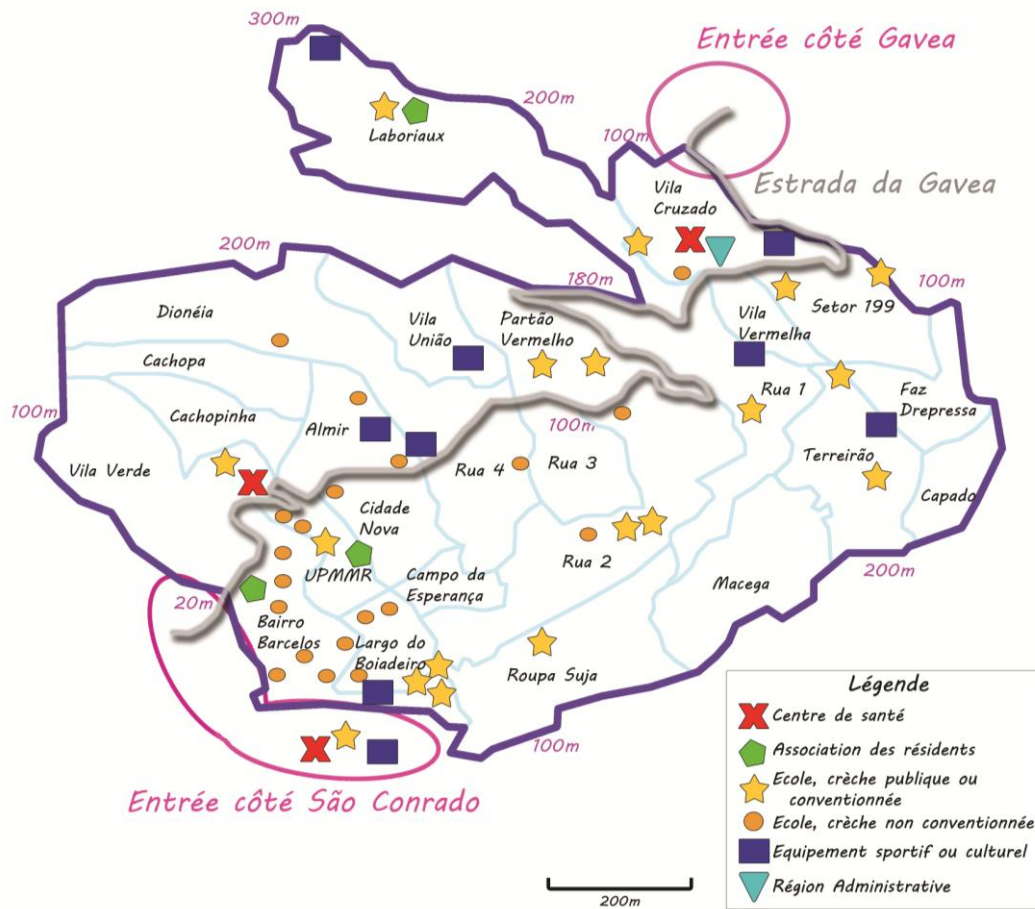 300m
Entrée côté Gavea
200m
Laboriaux
100m
Estrada da Gavea
Vila
Cruzado
200m
180m
100m
Dionéia
Vila
União
Partão
Vermelho
Vila
Vermelha
Setor 199
Cachopa
Rua 1
Faz
Drepressa
100m
Cachopinha
Almir
100m
Vila Verde
Rua 4
Rua 3
Terreirão
Capado
Cidade
Nova
Rua 2
UPMMR
Campo da
Esperança
Macega
200m
20m
Bairro
Barcelos
Largo do
Boiadeiro
Roupa Suja
100m
Entrée côté São Conrado
Légende
Centre de santé
Association des résidents
Ecole, crèche publique ou
conventionnée
Ecole, crèche non conventionnée
Equipement sportif ou culturel
Région Administrative
200m